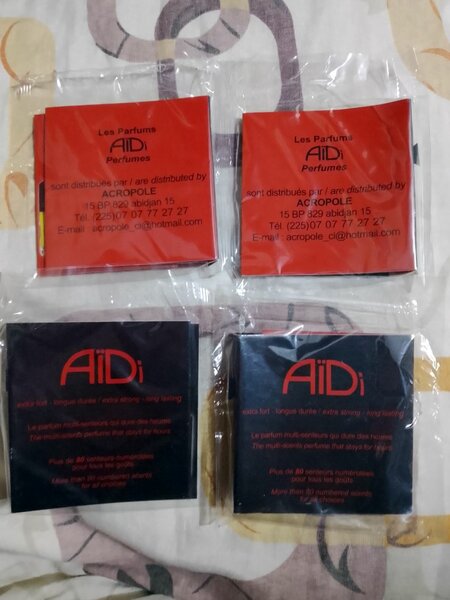 Les Parfums
AïDi
Perfumes
sont distribués par / are distributed by
ACROPOLE
15 BP 829 abidjan 15
Tél. (225) 07 07 77 27 27
E-mail : acropole_ci@hotmail.com
Les Parfums
AïDi
Perfumes
sont distribués par / are distributed by
ACROPOLE
15 BP 829 abidjan 15
Tél. (225) 07 07 77 27 27
E-mail : acropole_ci@hotmail.com
AïDi
extra fort - longue durée / extra strong - long lasting
Le parfum multi-senteurs qui dure des heures
The multi-scents perfume that stays for hours
Plus de 80 senteurs numérotées
pour tous les goûts
More than 80 numbered scents
for all choices
AïDi
extra fort - longue durée / extra strong - long lasting
Le parfum multi-senteurs qui dure des heures
The multi-scents perfume that stays for hours
Plus de 80 senteurs numérotées
pour tous les goûts
More than 80 numbered scents
for all choices